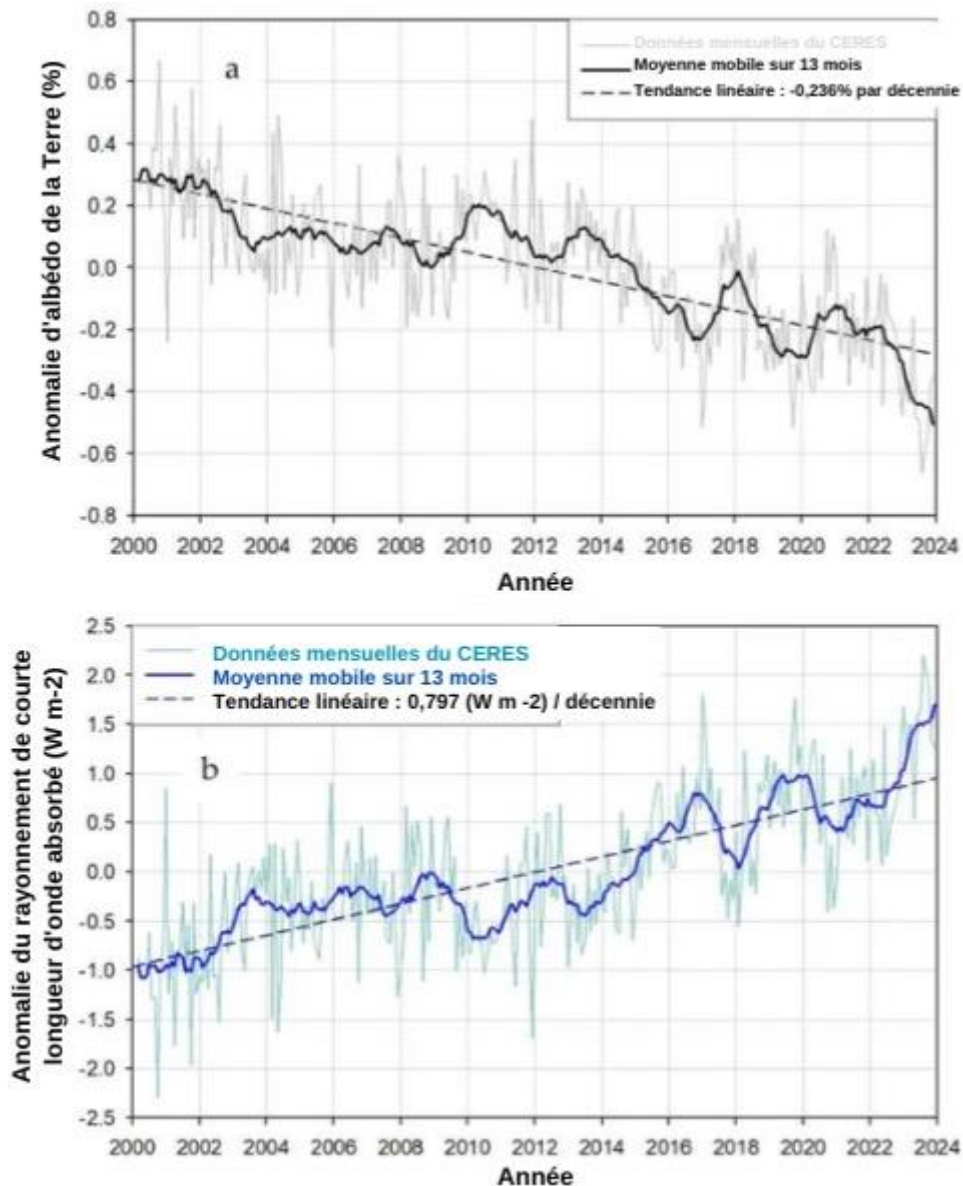 0.8
0.6
0.4
0.2
0.0
-0.2
-0.4
-0.6
-0.8
Anomalie d'albédo de la Terre (%)
a
Données mensuelles du CERES
Moyenne mobile sur 13 mois
Tendance linéaire : -0,236% par décennie
2000 2002 2004 2006 2008 2010 2012 2014 2016 2018 2020 2022 2024
Année
2.5
2.0
1.5
1.0
0.5
0.0
-0.5
-1.0
-1.5
-2.0
-2.5
Anomalie du rayonnement de courte
longueur d'onde absorbé (W m-2)
Données mensuelles du CERES
Moyenne mobile sur 13 mois
Tendance linéaire : 0,797 (W m -2) / décennie
b
2000 2002 2004 2006 2008 2010 2012 2014 2016 2018 2020 2022 2024
Année